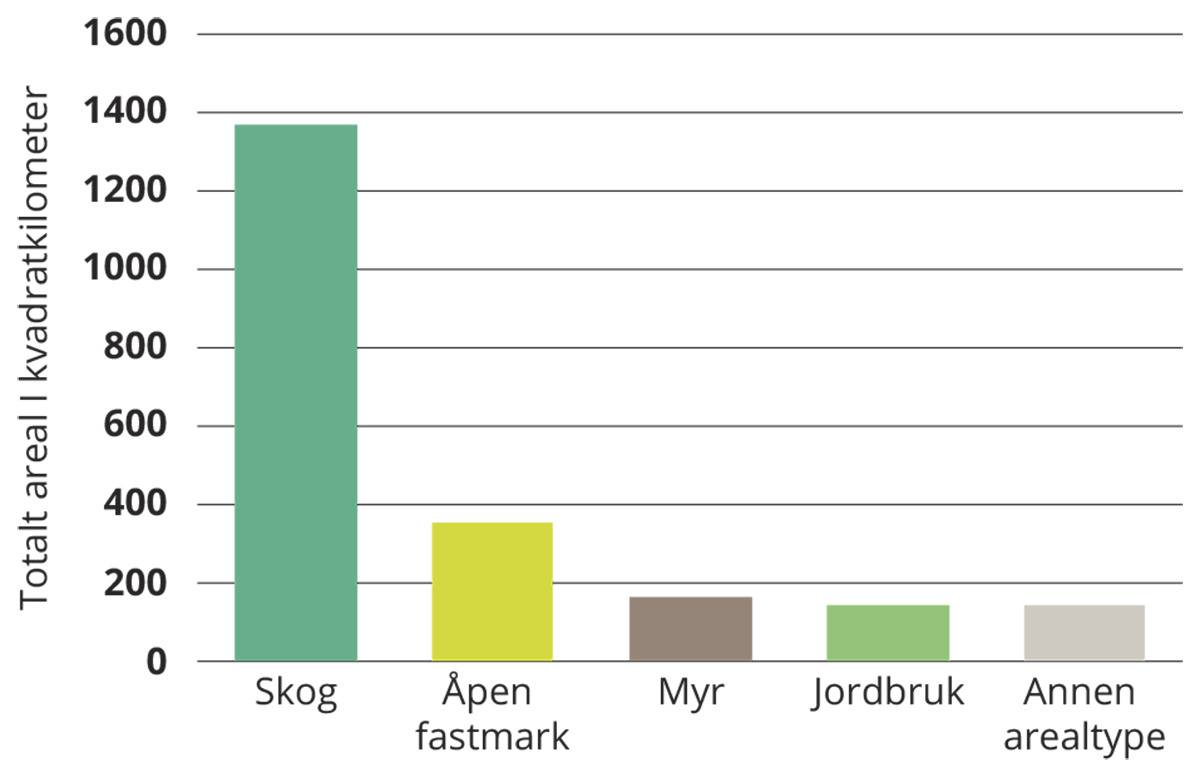 Totalt areal I kvadratkilometer
1600
1400
1200
1000
800
600
400
200
0
Skog
Åpen
fastmark
Myr
Jordbruk
Annen
arealtype